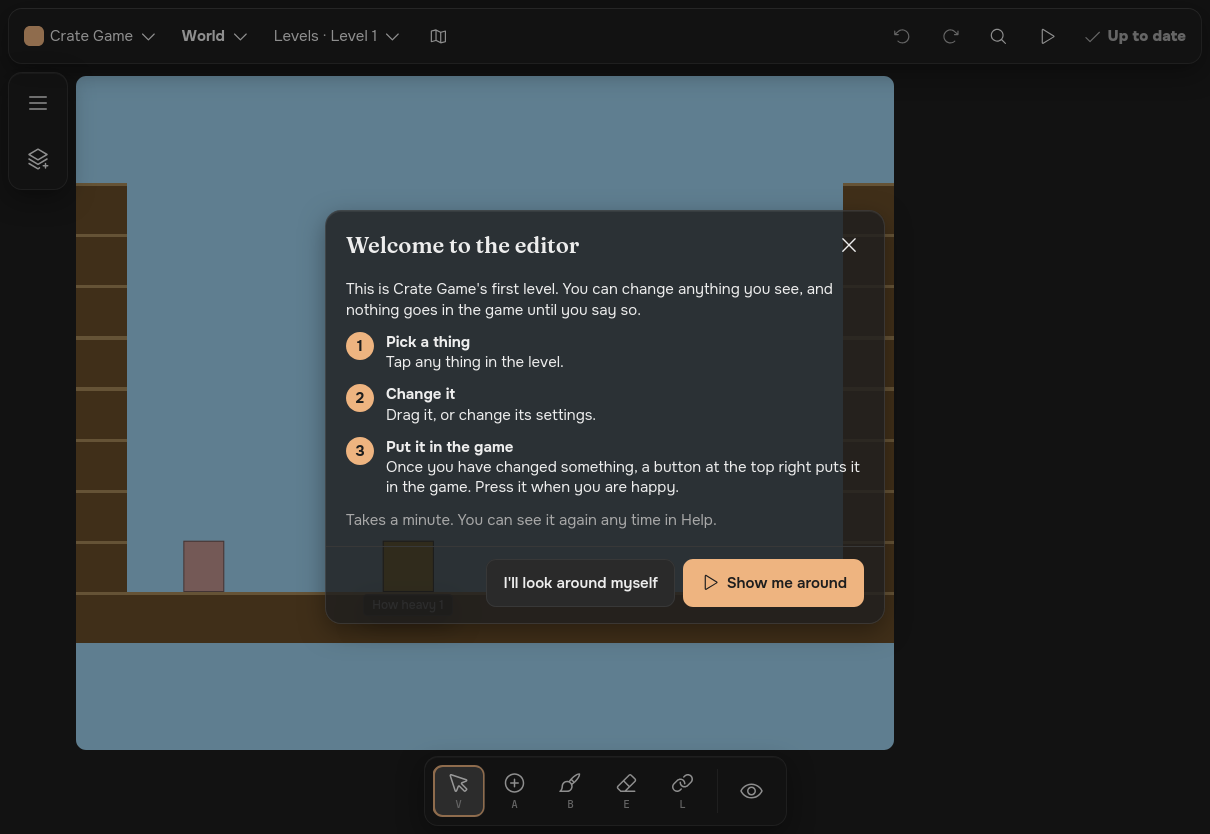 Crate Game
World
Levels · Level 1
Up to date
Welcome to the editor
This is Crate Game's first level. You can change anything you see, and
nothing goes in the game until you say so.
1
Pick a thing
Tap any thing in the level.
2
Change it
Drag it, or change its settings.
3
Put it in the game
Once you have changed something, a button at the top right puts it
in the game. Press it when you are happy.
Takes a minute. You can see it again any time in Help.
I'll look around myself
Show me around
How heavy 1
V
A
B
E
L